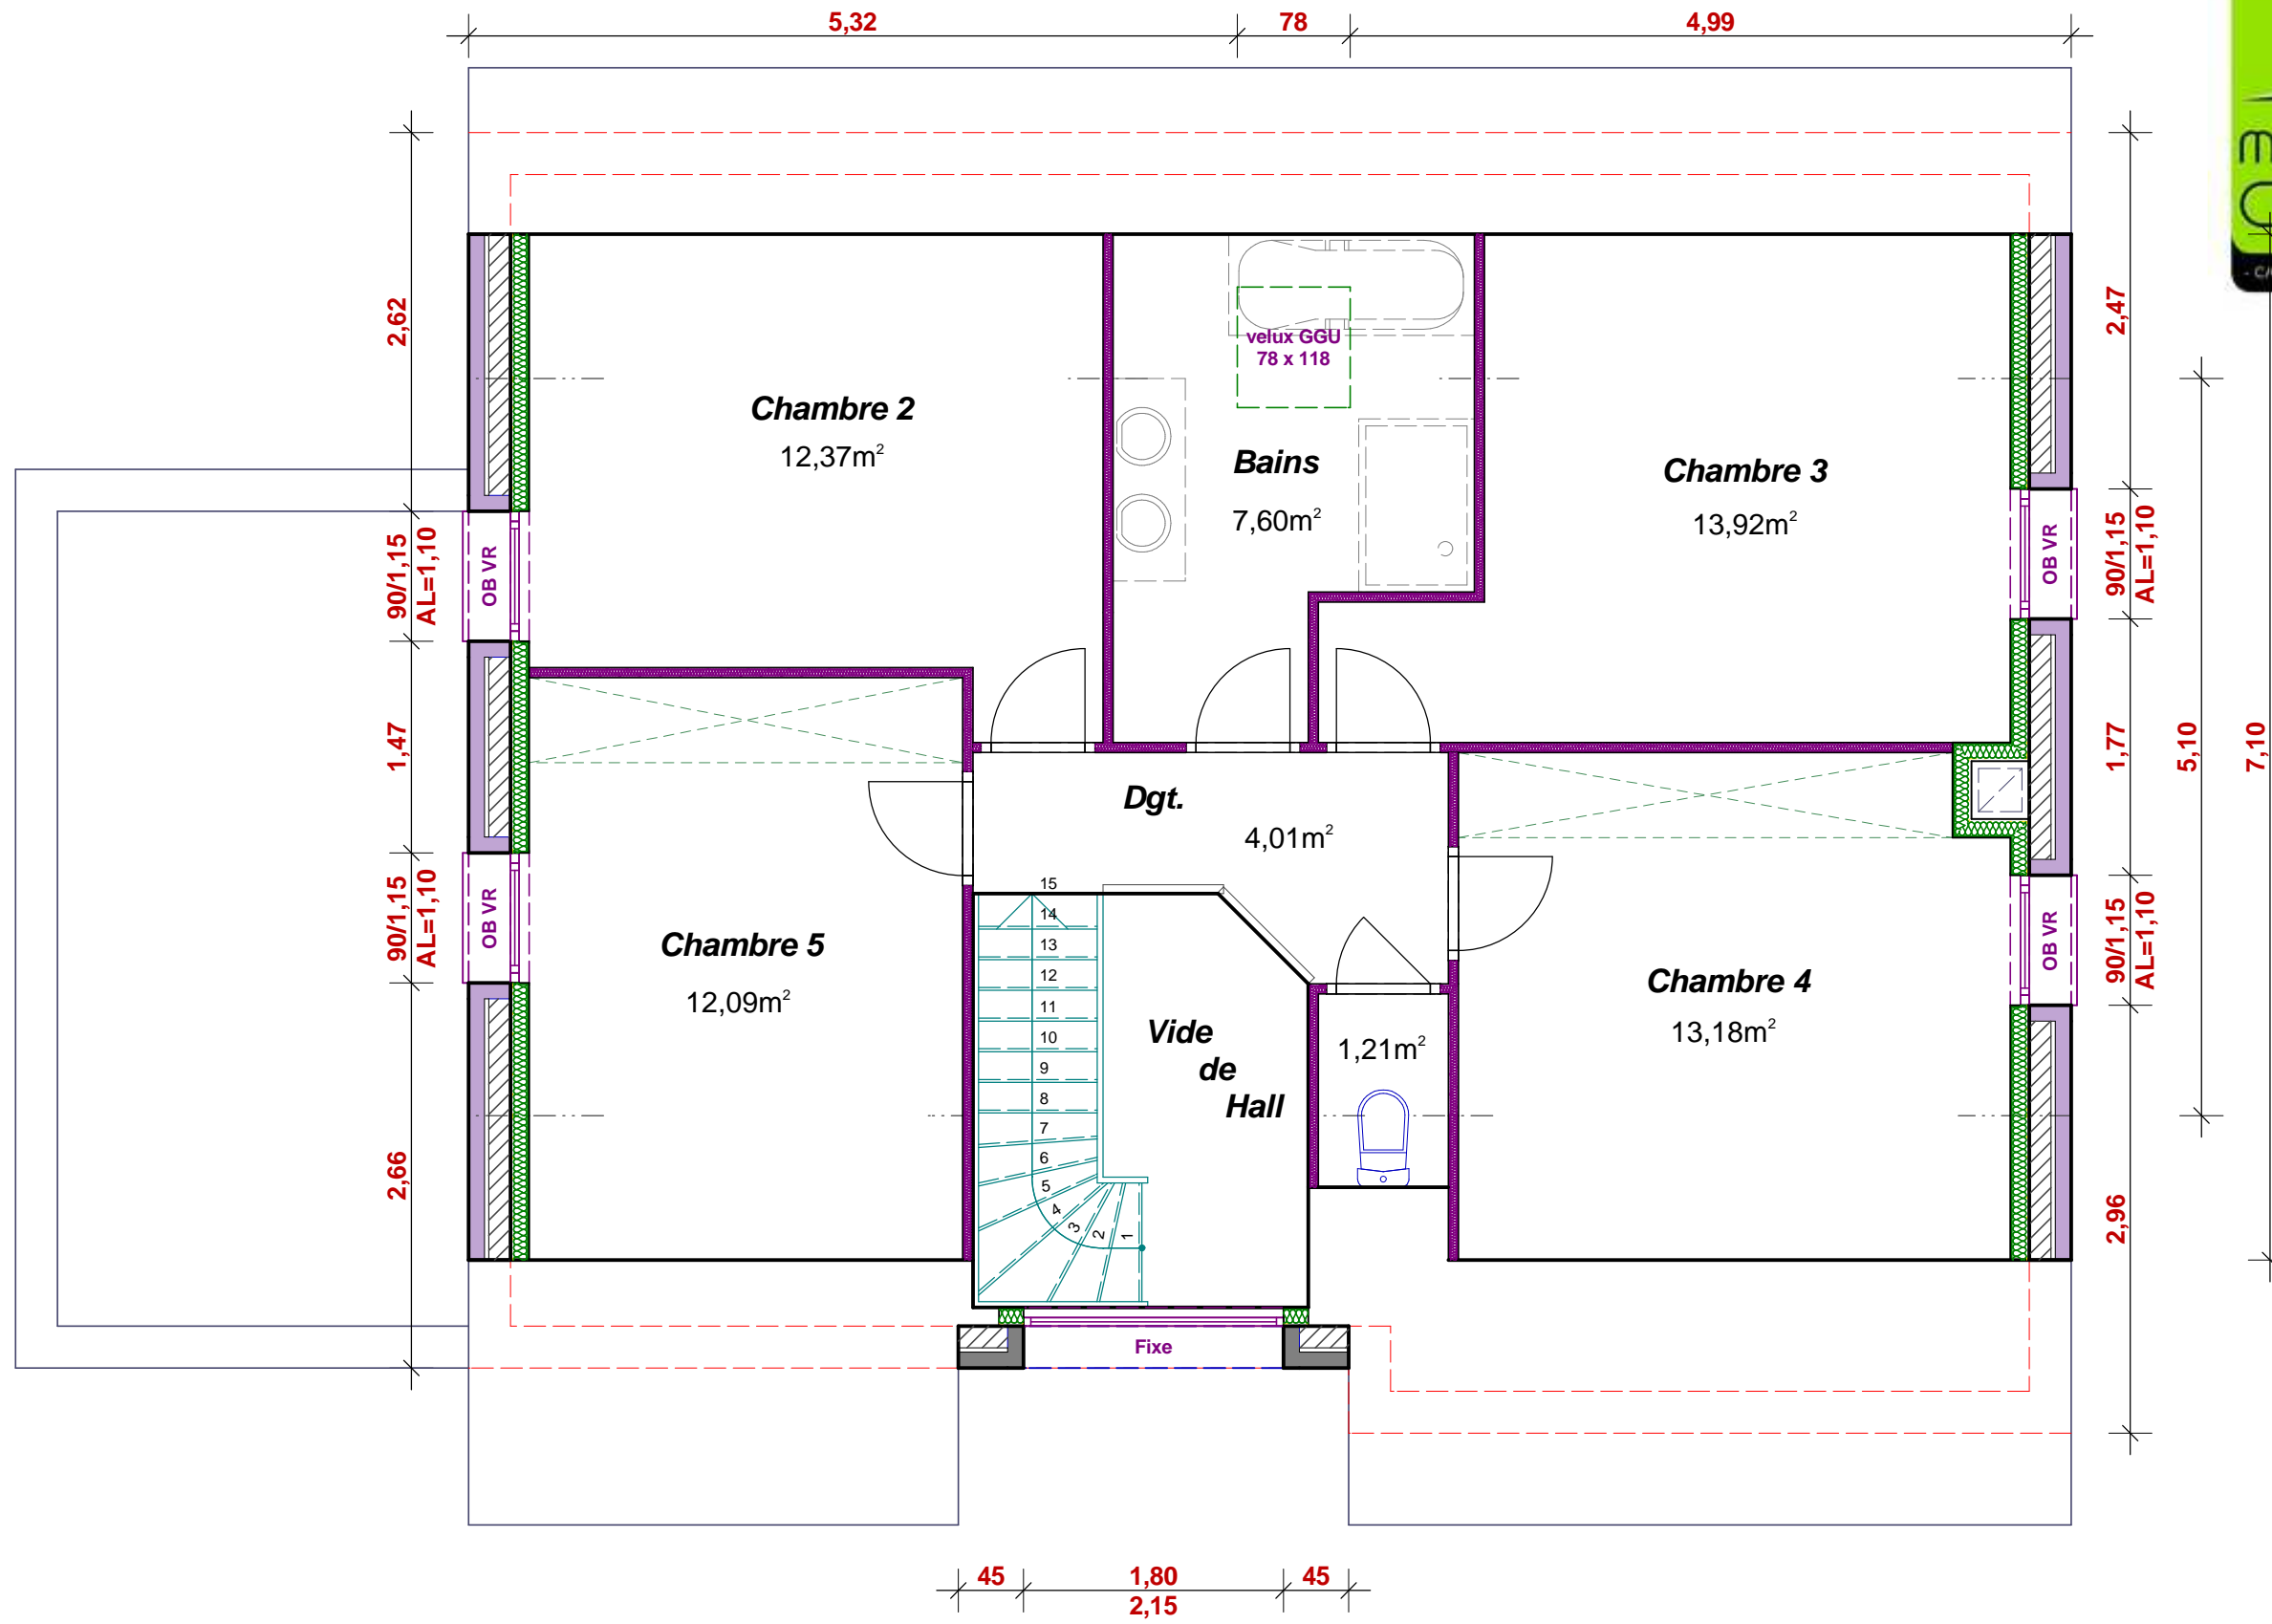 5,32
78
4,99
2,62
90/1,15
AL=1,10
1,47
90/1,15
AL=1,10
2,66
2,47
90/1,15
AL=1,10
1,77
90/1,15
AL=1,10
2,96
5,10
7,10
Chambre 2
12,37m²
velux GGU
78 x 118
Bains
7,60m²
Chambre 3
13,92m²
OB VR
OB VR
OB VR
OB VR
Dgt.
4,01m²
Chambre 5
12,09m²
15
14
13
12
11
10
9
8
7
6
5
4
3
2
1
Vide
de
Hall
1,21m²
Chambre 4
13,18m²
Fixe
45
1,80
45
2,15